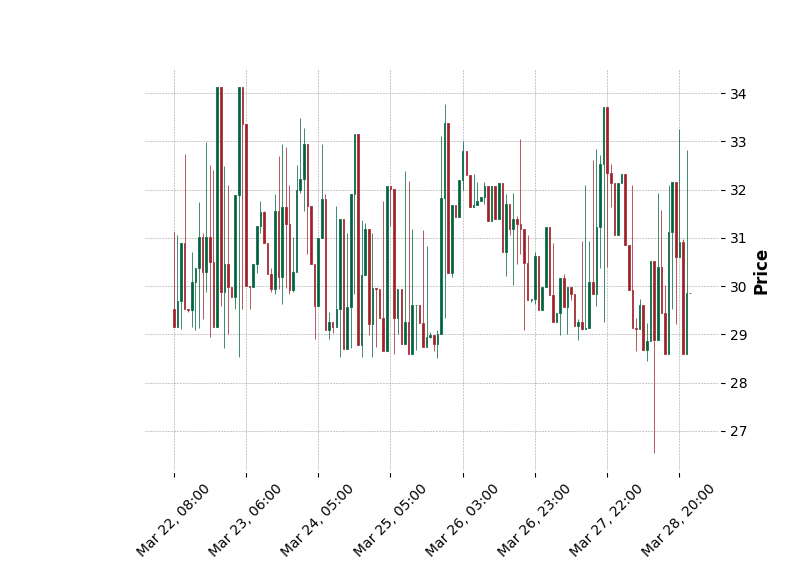 34
33
32
31
30
29
28
27
Price
Mar 22, 08:00
Mar 23, 06:00
Mar 24, 05:00
Mar 25, 05:00
Mar 26, 03:00
Mar 26, 23:00
Mar 27, 22:00
Mar 28, 20:00